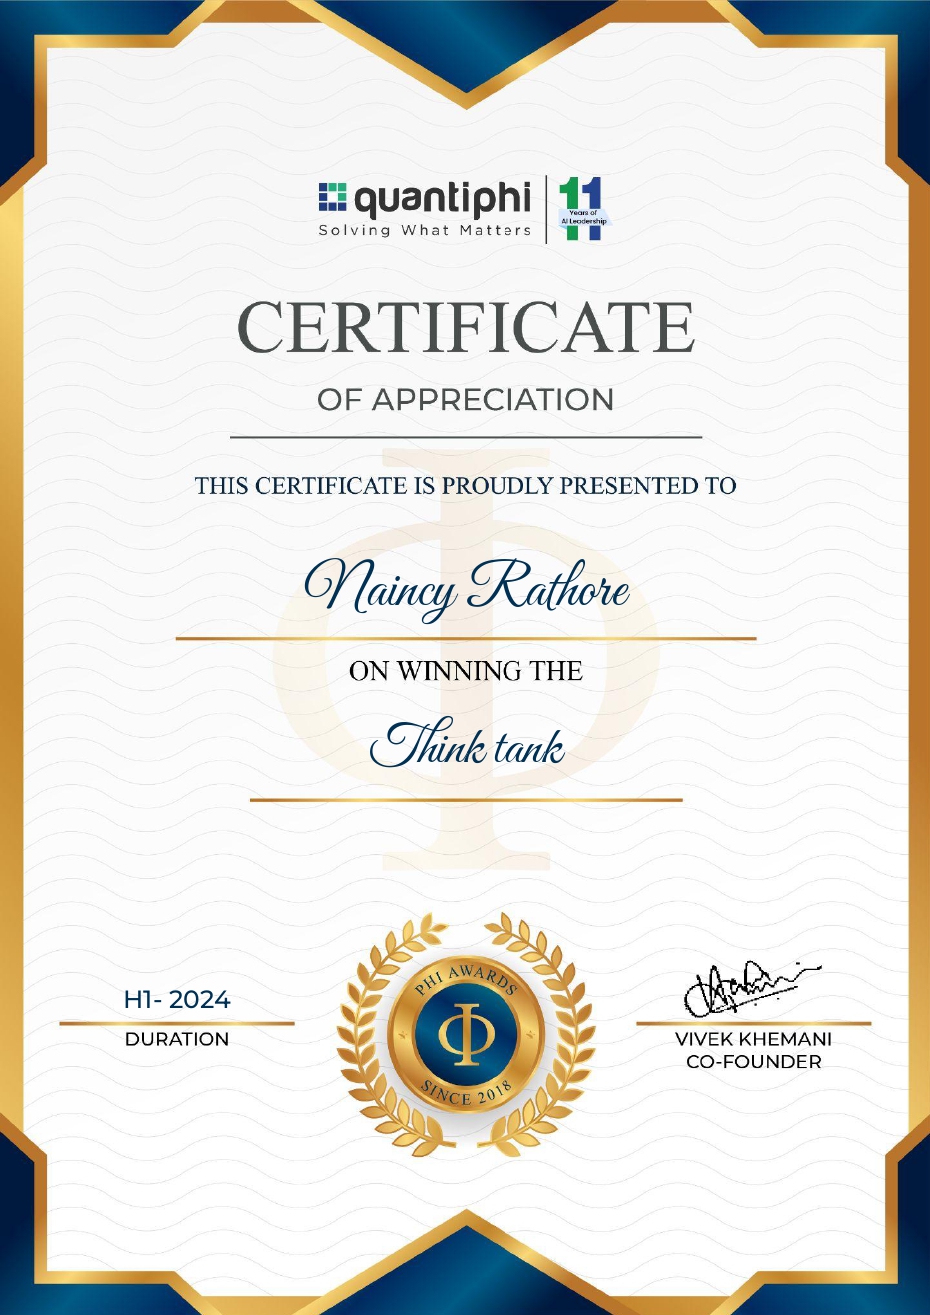 quantiphi
Solving What Matters
11
Years of
AI Leadership
CERTIFICATE
OF APPRECIATION
THIS CERTIFICATE IS PROUDLY PRESENTED TO
Naincy Rathore
ON WINNING THE
Think tank
PHI AWARDS
Φ
SINCE 2018
H1- 2024
DURATION
VIVEK KHEMANI
CO-FOUNDER